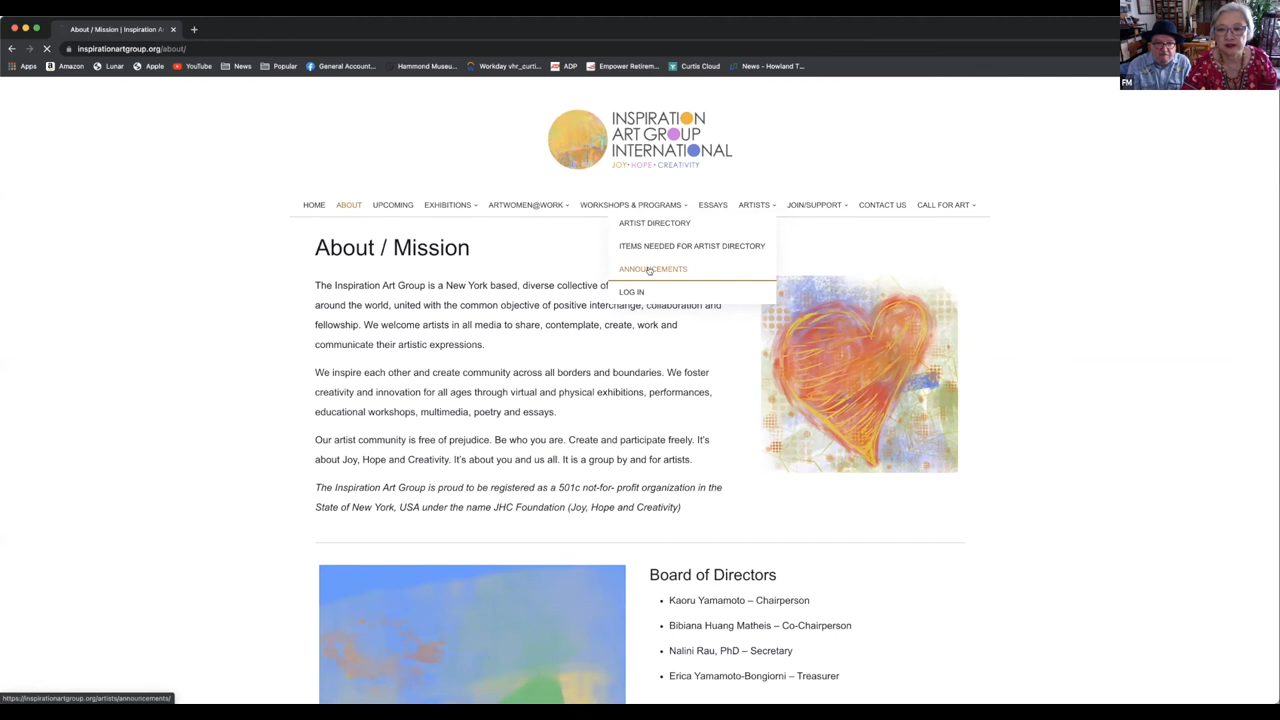 About / Mission | Inspiration A
inspirationartgroup.org/about/
Apps Amazon Lunar Apple YouTube News Popular General Account... Hammond Museu... Workday vhr_curti... ADP Empower Retirem... Curtis Cloud News – Howland T...
FM
INSPIRATION
ART GROUP
INTERNATIONAL
JOY•HOPE•CREATIVITY
HOME ABOUT UPCOMING EXHIBITIONS ARTWOMEN@WORK WORKSHOPS & PROGRAMS ESSAYS ARTISTS JOIN/SUPPORT CONTACT US CALL FOR ART
ARTIST DIRECTORY
ITEMS NEEDED FOR ARTIST DIRECTORY
ANNOUNCEMENTS
LOG IN
About / Mission
The Inspiration Art Group is a New York based, diverse collective of
around the world, united with the common objective of positive interchange, collaboration and
fellowship. We welcome artists in all media to share, contemplate, create, work and
communicate their artistic expressions.
We inspire each other and create community across all borders and boundaries. We foster
creativity and innovation for all ages through virtual and physical exhibitions, performances,
educational workshops, multimedia, poetry and essays.
Our artist community is free of prejudice. Be who you are. Create and participate freely. It's
about Joy, Hope and Creativity. It's about you and us all. It is a group by and for artists.
The Inspiration Art Group is proud to be registered as a 501c not-for- profit organization in the
State of New York, USA under the name JHC Foundation (Joy, Hope and Creativity)
Board of Directors
• Kaoru Yamamoto – Chairperson
• Bibiana Huang Matheis – Co-Chairperson
• Nalini Rau, PhD – Secretary
• Erica Yamamoto-Bongiorni – Treasurer
https://inspirationartgroup.org/artists/announcements/